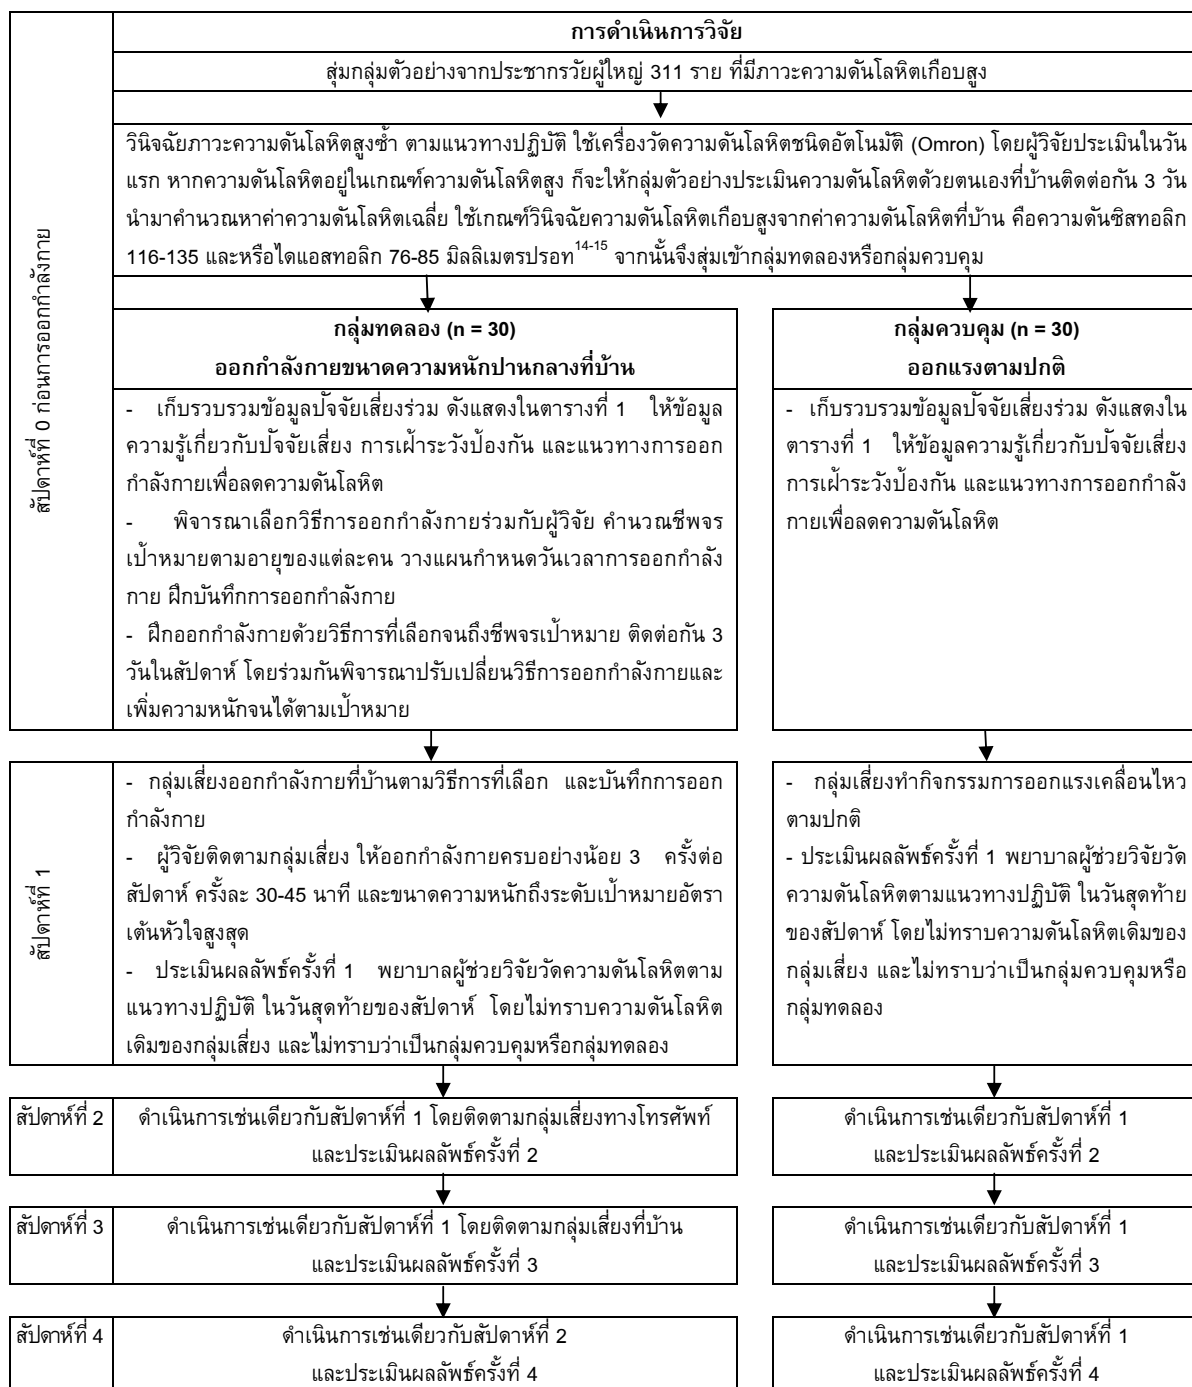 การดำเนินการวิจัย
สุ่มกลุ่มตัวอย่างจากประชากรวัยผู้ใหญ่ 311 ราย ที่มีภาวะความดันโลหิตเกือบสูง
สัปดาห์ที่ 0 ก่อนการออกกำลังกาย
วินิจฉัยภาวะความดันโลหิตสูงซ้ำ ตามแนวทางปฏิบัติ ใช้เครื่องวัดความดันโลหิตชนิดอัตโนมัติ (Omron) โดยผู้วิจัยประเมินในวัน
แรก หากความดันโลหิตอยู่ในเกณฑ์ความดันโลหิตสูง ก็จะให้กลุ่มตัวอย่างประเมินความดันโลหิตด้วยตนเองที่บ้านติดต่อกัน 3 วัน
นำมาคำนวณหาค่าความดันโลหิตเฉลี่ย ใช้เกณฑ์วินิจฉัยความดันโลหิตเกือบสูงจากค่าความดันโลหิตที่บ้าน คือความดันซิสทอลิก
116-135 และหรือไดแอสทอลิก 76-85 มิลลิเมตรปรอท14-15 จากนั้นจึงสุ่มเข้ากลุ่มทดลองหรือกลุ่มควบคุม
กลุ่มทดลอง (n = 30)
ออกกำลังกายขนาดความหนักปานกลางที่บ้าน
- เก็บรวบรวมข้อมูลปัจจัยเสี่ยงร่วม ดังแสดงในตารางที่ 1 ให้ข้อมูล
ความรู้เกี่ยวกับปัจจัยเสี่ยง การเฝ้าระวังป้องกัน และแนวทางการออก
กำลังกายเพื่อลดความดันโลหิต
- พิจารณาเลือกวิธีการออกกำลังกายร่วมกับผู้วิจัย คำนวณชีพจร
เป้าหมายตามอายุของแต่ละคน วางแผนกำหนดวันเวลาการออกกำลัง
กาย ฝึกบันทึกการออกกำลังกาย
- ฝึกออกกำลังกายด้วยวิธีการที่เลือกจนถึงชีพจรเป้าหมาย ติดต่อกัน 3
วันในสัปดาห์ โดยร่วมกันพิจารณาปรับเปลี่ยนวิธีการออกกำลังกายและ
เพิ่มความหนักจนได้ตามเป้าหมาย
กลุ่มควบคุม (n = 30)
ออกแรงตามปกติ
- เก็บรวบรวมข้อมูลปัจจัยเสี่ยงร่วม ดังแสดงใน
ตารางที่ 1 ให้ข้อมูลความรู้เกี่ยวกับปัจจัยเสี่ยง
การเฝ้าระวังป้องกัน และแนวทางการออกกำลัง
กายเพื่อลดความดันโลหิต
สัปดาห์ที่ 1
- กลุ่มเสี่ยงออกกำลังกายที่บ้านตามวิธีการที่เลือก และบันทึกการออก
กำลังกาย
- ผู้วิจัยติดตามกลุ่มเสี่ยง ให้ออกกำลังกายครบอย่างน้อย 3 ครั้งต่อ
สัปดาห์ ครั้งละ 30-45 นาที และขนาดความหนักถึงระดับเป้าหมายอัตรา
เต้นหัวใจสูงสุด
- ประเมินผลลัพธ์ครั้งที่ 1 พยาบาลผู้ช่วยวิจัยวัดความดันโลหิตตาม
แนวทางปฏิบัติ ในวันสุดท้ายของสัปดาห์ โดยไม่ทราบความดันโลหิต
เดิมของกลุ่มเสี่ยง และไม่ทราบว่าเป็นกลุ่มควบคุมหรือกลุ่มทดลอง
- กลุ่มเสี่ยงทำกิจกรรมการออกแรงเคลื่อนไหว
ตามปกติ
- ประเมินผลลัพธ์ครั้งที่ 1 พยาบาลผู้ช่วยวิจัยวัด
ความดันโลหิตตามแนวทางปฏิบัติ ในวันสุดท้าย
ของสัปดาห์ โดยไม่ทราบความดันโลหิตเดิมของ
กลุ่มเสี่ยง และไม่ทราบว่าเป็นกลุ่มควบคุมหรือ
กลุ่มทดลอง
สัปดาห์ที่ 2
ดำเนินการเช่นเดียวกับสัปดาห์ที่ 1 โดยติดตามกลุ่มเสี่ยงทางโทรศัพท์
และประเมินผลลัพธ์ครั้งที่ 2
ดำเนินการเช่นเดียวกับสัปดาห์ที่ 1
และประเมินผลลัพธ์ครั้งที่ 2
สัปดาห์ที่ 3
ดำเนินการเช่นเดียวกับสัปดาห์ที่ 1 โดยติดตามกลุ่มเสี่ยงที่บ้าน
และประเมินผลลัพธ์ครั้งที่ 3
ดำเนินการเช่นเดียวกับสัปดาห์ที่ 1
และประเมินผลลัพธ์ครั้งที่ 3
สัปดาห์ที่ 4
ดำเนินการเช่นเดียวกับสัปดาห์ที่ 2
และประเมินผลลัพธ์ครั้งที่ 4
ดำเนินการเช่นเดียวกับสัปดาห์ที่ 1
และประเมินผลลัพธ์ครั้งที่ 4